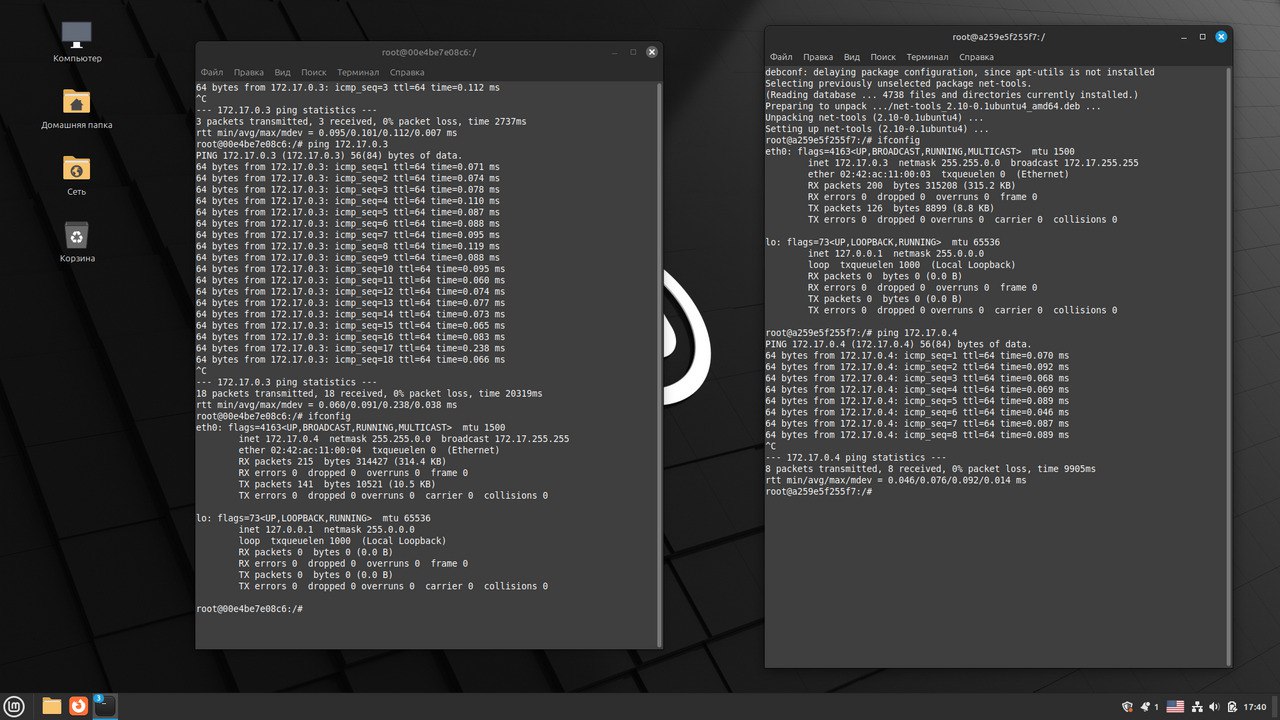 Компьютер
Домашняя папка
Сеть
Корзина
root@00e4be7e08c6: /
Файл Правка Вид Поиск Терминал Справка
64 bytes from 172.17.0.3: icmp_seq=3 ttl=64 time=0.112 ms
^C
--- 172.17.0.3 ping statistics ---
3 packets transmitted, 3 received, 0% packet loss, time 2737ms
rtt min/avg/max/mdev = 0.095/0.101/0.112/0.007 ms
root@00e4be7e08c6:/# ping 172.17.0.3
PING 172.17.0.3 (172.17.0.3) 56(84) bytes of data.
64 bytes from 172.17.0.3: icmp_seq=1 ttl=64 time=0.071 ms
64 bytes from 172.17.0.3: icmp_seq=2 ttl=64 time=0.074 ms
64 bytes from 172.17.0.3: icmp_seq=3 ttl=64 time=0.078 ms
64 bytes from 172.17.0.3: icmp_seq=4 ttl=64 time=0.110 ms
64 bytes from 172.17.0.3: icmp_seq=5 ttl=64 time=0.087 ms
64 bytes from 172.17.0.3: icmp_seq=6 ttl=64 time=0.088 ms
64 bytes from 172.17.0.3: icmp_seq=7 ttl=64 time=0.095 ms
64 bytes from 172.17.0.3: icmp_seq=8 ttl=64 time=0.119 ms
64 bytes from 172.17.0.3: icmp_seq=9 ttl=64 time=0.088 ms
64 bytes from 172.17.0.3: icmp_seq=10 ttl=64 time=0.095 ms
64 bytes from 172.17.0.3: icmp_seq=11 ttl=64 time=0.060 ms
64 bytes from 172.17.0.3: icmp_seq=12 ttl=64 time=0.074 ms
64 bytes from 172.17.0.3: icmp_seq=13 ttl=64 time=0.077 ms
64 bytes from 172.17.0.3: icmp_seq=14 ttl=64 time=0.073 ms
64 bytes from 172.17.0.3: icmp_seq=15 ttl=64 time=0.065 ms
64 bytes from 172.17.0.3: icmp_seq=16 ttl=64 time=0.083 ms
64 bytes from 172.17.0.3: icmp_seq=17 ttl=64 time=0.238 ms
64 bytes from 172.17.0.3: icmp_seq=18 ttl=64 time=0.066 ms
^C
--- 172.17.0.3 ping statistics ---
18 packets transmitted, 18 received, 0% packet loss, time 20319ms
rtt min/avg/max/mdev = 0.060/0.091/0.238/0.038 ms
root@00e4be7e08c6:/# ifconfig
eth0: flags=4163<UP,BROADCAST,RUNNING,MULTICAST>  mtu 1500
        inet 172.17.0.4  netmask 255.255.0.0  broadcast 172.17.255.255
        ether 02:42:ac:11:00:04  txqueuelen 0  (Ethernet)
        RX packets 215  bytes 314427 (314.4 KB)
        RX errors 0  dropped 0  overruns 0  frame 0
        TX packets 141  bytes 10521 (10.5 KB)
        TX errors 0  dropped 0 overruns 0  carrier 0  collisions 0
lo: flags=73<UP,LOOPBACK,RUNNING>  mtu 65536
        inet 127.0.0.1  netmask 255.0.0.0
        loop  txqueuelen 1000  (Local Loopback)
        RX packets 0  bytes 0 (0.0 B)
        RX errors 0  dropped 0  overruns 0  frame 0
        TX packets 0  bytes 0 (0.0 B)
        TX errors 0  dropped 0 overruns 0  carrier 0  collisions 0
root@00e4be7e08c6:/#
root@a259e5f255f7: /
Файл Правка Вид Поиск Терминал Справка
debconf: delaying package configuration, since apt-utils is not installed
Selecting previously unselected package net-tools.
(Reading database ... 4738 files and directories currently installed.)
Preparing to unpack .../net-tools_2.10-0.1ubuntu4_amd64.deb ...
Unpacking net-tools (2.10-0.1ubuntu4) ...
Setting up net-tools (2.10-0.1ubuntu4) ...
root@a259e5f255f7:/# ifconfig
eth0: flags=4163<UP,BROADCAST,RUNNING,MULTICAST>  mtu 1500
        inet 172.17.0.3  netmask 255.255.0.0  broadcast 172.17.255.255
        ether 02:42:ac:11:00:03  txqueuelen 0  (Ethernet)
        RX packets 200  bytes 315208 (315.2 KB)
        RX errors 0  dropped 0  overruns 0  frame 0
        TX packets 126  bytes 8899 (8.8 KB)
        TX errors 0  dropped 0 overruns 0  carrier 0  collisions 0
lo: flags=73<UP,LOOPBACK,RUNNING>  mtu 65536
        inet 127.0.0.1  netmask 255.0.0.0
        loop  txqueuelen 1000  (Local Loopback)
        RX packets 0  bytes 0 (0.0 B)
        RX errors 0  dropped 0  overruns 0  frame 0
        TX packets 0  bytes 0 (0.0 B)
        TX errors 0  dropped 0 overruns 0  carrier 0  collisions 0
root@a259e5f255f7:/# ping 172.17.0.4
PING 172.17.0.4 (172.17.0.4) 56(84) bytes of data.
64 bytes from 172.17.0.4: icmp_seq=1 ttl=64 time=0.070 ms
64 bytes from 172.17.0.4: icmp_seq=2 ttl=64 time=0.092 ms
64 bytes from 172.17.0.4: icmp_seq=3 ttl=64 time=0.068 ms
64 bytes from 172.17.0.4: icmp_seq=4 ttl=64 time=0.069 ms
64 bytes from 172.17.0.4: icmp_seq=5 ttl=64 time=0.089 ms
64 bytes from 172.17.0.4: icmp_seq=6 ttl=64 time=0.046 ms
64 bytes from 172.17.0.4: icmp_seq=7 ttl=64 time=0.087 ms
64 bytes from 172.17.0.4: icmp_seq=8 ttl=64 time=0.089 ms
^C
--- 172.17.0.4 ping statistics ---
8 packets transmitted, 8 received, 0% packet loss, time 9905ms
rtt min/avg/max/mdev = 0.046/0.076/0.092/0.014 ms
root@a259e5f255f7:/#
3
1
17:40